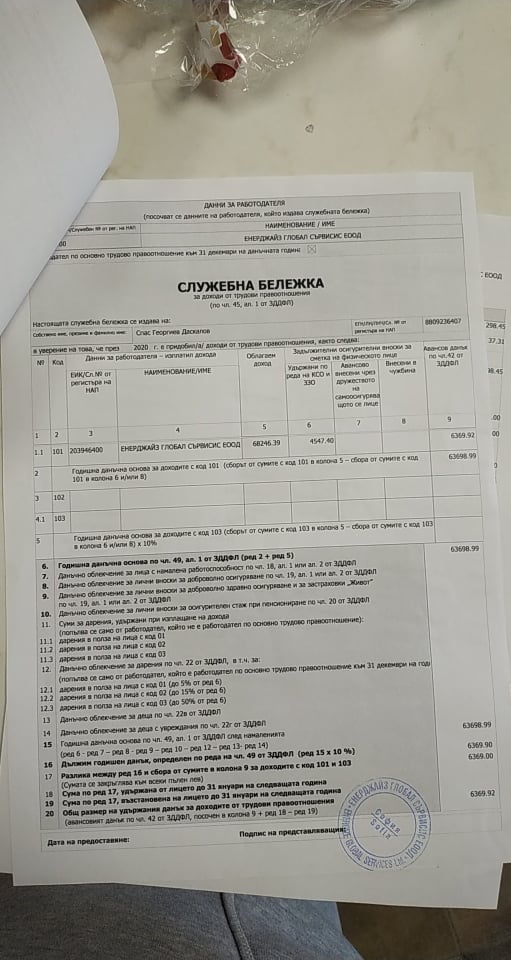 ДАННИ ЗА РАБОТОДАТЕЛЯ
(посочват се данните на работодателя, който издава служебната бележка)
/Служебен № от рег. на НАП НАИМЕНОВАНИЕ / ИМЕ
ЕНЕРДЖАЙЗ ГЛОБАЛ СЪРВИСИС ЕООД
дател по основно трудово правоотношение към 31 декември на данъчната година
СЛУЖЕБНА БЕЛЕЖКА
за доходи от трудови правоотношения
(по чл. 45, ал. 1 от ЗДДФЛ)
Настоящата служебна бележка се издава на:
Собствено име, презиме и фамилно име: Спас Георгиев Даскалов 8809236407
в уверение на това, че през 2020 г. е придобил/а/ доходи от трудови правоотношения, както следва:
№ Код Данни за работодателя – изплатил дохода Облагаем доход Задължителни осигурителни вноски за сметка на физическото лице Авансов данък по чл.42 от ЗДДФЛ
ЕИК/Сл.№ от регистъра на НАП НАИМЕНОВАНИЕ/ИМЕ Удържани по реда на КСО и ЗЗО Авансово внесени чрез дружеството на самоосигуряващото се лице Внесени в чужбина
1 2 3 4 5 6 7 8 9
1.1 101 203946400 ЕНЕРДЖАЙЗ ГЛОБАЛ СЪРВИСИС ЕООД 68246.39 4547.40 6369.92
2 Годишна данъчна основа за доходите с код 101 (сборът от сумите с код 101 в колона 5 – сбора от сумите с код 101 в колона 6 и/или 8) 63698.99
3 102
4.1 103
5 Годишна данъчна основа за доходите с код 103 (сборът от сумите с код 103 в колона 5 – сбора от сумите с код 103 в колона 6 и/или 8) x 10%
6. Годишна данъчна основа по чл. 49, ал. 1 от ЗДДФЛ (ред 2 + ред 5) 63698.99
7. Данъчно облекчение за лица с намалена работоспособност по чл. 18, ал. 1 или ал. 2 от ЗДДФЛ
8. Данъчно облекчение за лични вноски за доброволно осигуряване по чл. 19, ал. 1 или ал. 2 от ЗДДФЛ
9. Данъчно облекчение за лични вноски за доброволно здравно осигуряване и за застраховки „Живот"
по чл. 19, ал. 1 или ал. 2 от ЗДДФЛ
10. Данъчно облекчение за лични вноски за осигурителен стаж при пенсиониране по чл. 20 от ЗДДФЛ
11. Суми за дарения, удържани при изплащане на дохода
(попълва се само от работодател, който не е работодател по основно трудово правоотношение):
11.1 дарения в полза на лица с код 01
11.2 дарения в полза на лица с код 02
11.3 дарения в полза на лица с код 03
12. Данъчно облекчение за дарения по чл. 22 от ЗДДФЛ, в т.ч. за:
(попълва се само от работодател, който е работодател по основно трудово правоотношение към 31 декември на годи
12.1 дарения в полза на лица с код 01 (до 5% от ред 6)
12.2 дарения в полза на лица с код 02 (до 15% от ред 6)
12.3 дарения в полза на лица с код 03 (до 50% от ред 6)
13 Данъчно облекчение за деца по чл. 22в от ЗДДФЛ
14 Данъчно облекчение за деца с увреждания по чл. 22г от ЗДДФЛ
15 Годишна данъчна основа по чл. 49, ал. 1 от ЗДДФЛ след намаленията 63698.99
(ред 6 - ред 7 – ред 8 - ред 9 – ред 10 – ред 12 – ред 13- ред 14)
16 Дължим годишен данък, определен по реда на чл. 49 от ЗДДФЛ (ред 15 x 10 %) 6369.90
17 Разлика между ред 16 и сбора от сумите в колона 9 за доходите с код 101 и 103 6369.00
(Сумата се закръглява към всеки пълен лев)
18 Сума по ред 17, удържана от лицето до 31 януари на следващата година
19 Сума по ред 17, възстановена на лицето до 31 януари на следващата година
20 Общ размер на удържания данък за доходите от трудови правоотношения 6369.92
(авансовият данък по чл. 42 от ЗДДФЛ, посочен в колона 9 + ред 18 – ред 19)
Дата на предоставяне: Подпис на представляващия:
ЕНЕРДЖАЙЗ ГЛОБАЛ СЪРВИСИС ЕООД
София
Sofia
GLOBAL SERVICES Ltd.
ЕООД
298.45
37.31